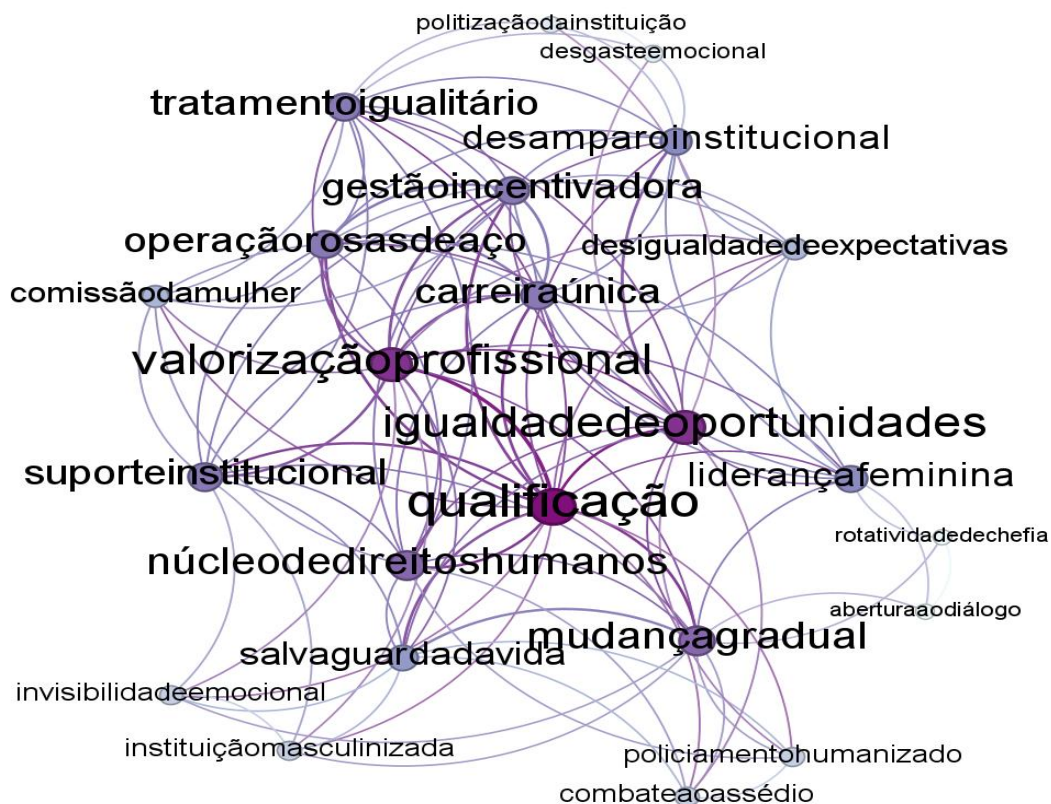 politizaçãodainstituição
desgasteemocional
tratamentoigualitário
desamparoinstitucional
gestãoincentivadora
operaçãorosasdeaço
desigualdadedeexpectativas
comissãodamulher
carreiraúnica
valorizaçãoprofissional
igualdadedeoportunidades
suporteinstitucional
liderançafeminina
qualificação
rotatividadedechefia
núcleodedireitoshumanos
aberturaaodiálogo
mudançagradual
salvaguardadavida
invisibilidadeemocional
instituiçãomasculinizada
policiamentohumanizado
combateaoassédio